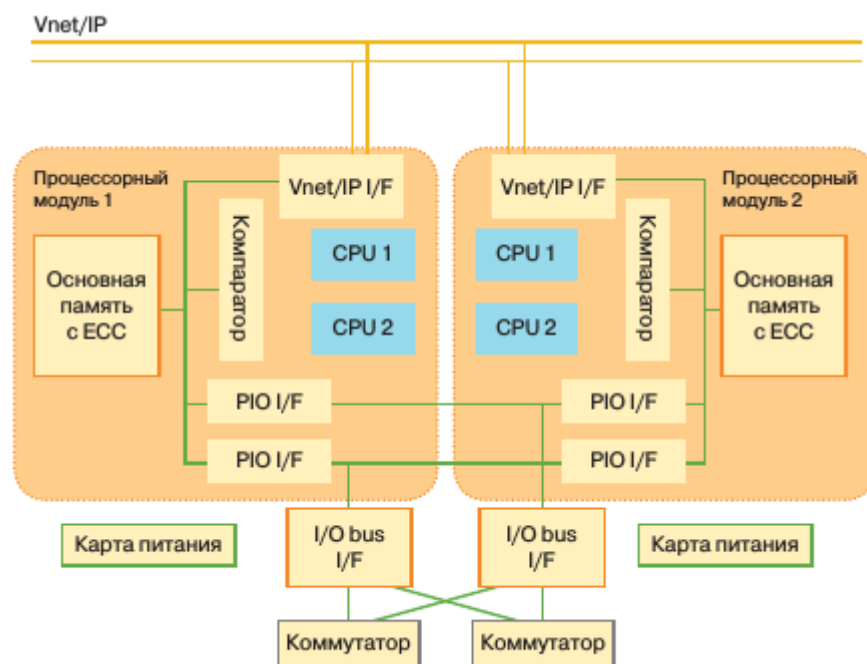 Vnet/IP
Процессорный
модуль 1
Vnet/IP I/F
Компаратор
CPU 1
CPU 2
Основная
память
с ECC
PIO I/F
PIO I/F
Vnet/IP I/F
Процессорный
модуль 2
CPU 1
CPU 2
Компаратор
Основная
память
с ECC
PIO I/F
PIO I/F
Карта питания
I/O bus
I/F
I/O bus
I/F
Карта питания
Коммутатор
Коммутатор